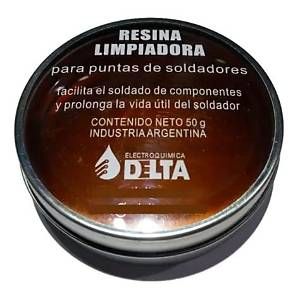 RESINA
LIMPIADORA
para puntas de soldadores
facilita el soldado de componentes
y prolonga la vida útil del soldador
CONTENIDO NETO 50 g
INDUSTRIA ARGENTINA
ELECTROQUIMICA
DELTA